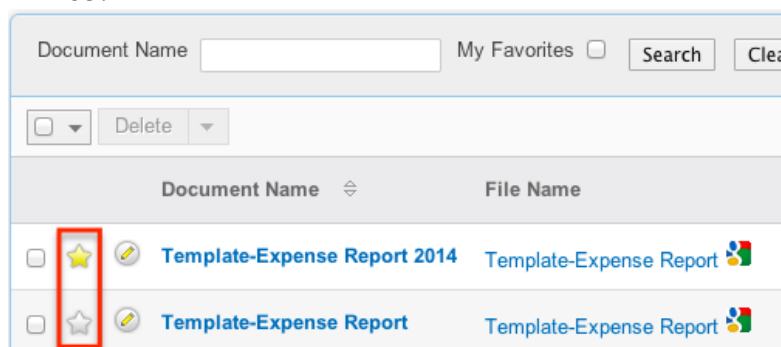 Document Name My Favorites Search Clea
Delete
Document Name File Name
Template-Expense Report 2014 Template-Expense Report
Template-Expense Report Template-Expense Report